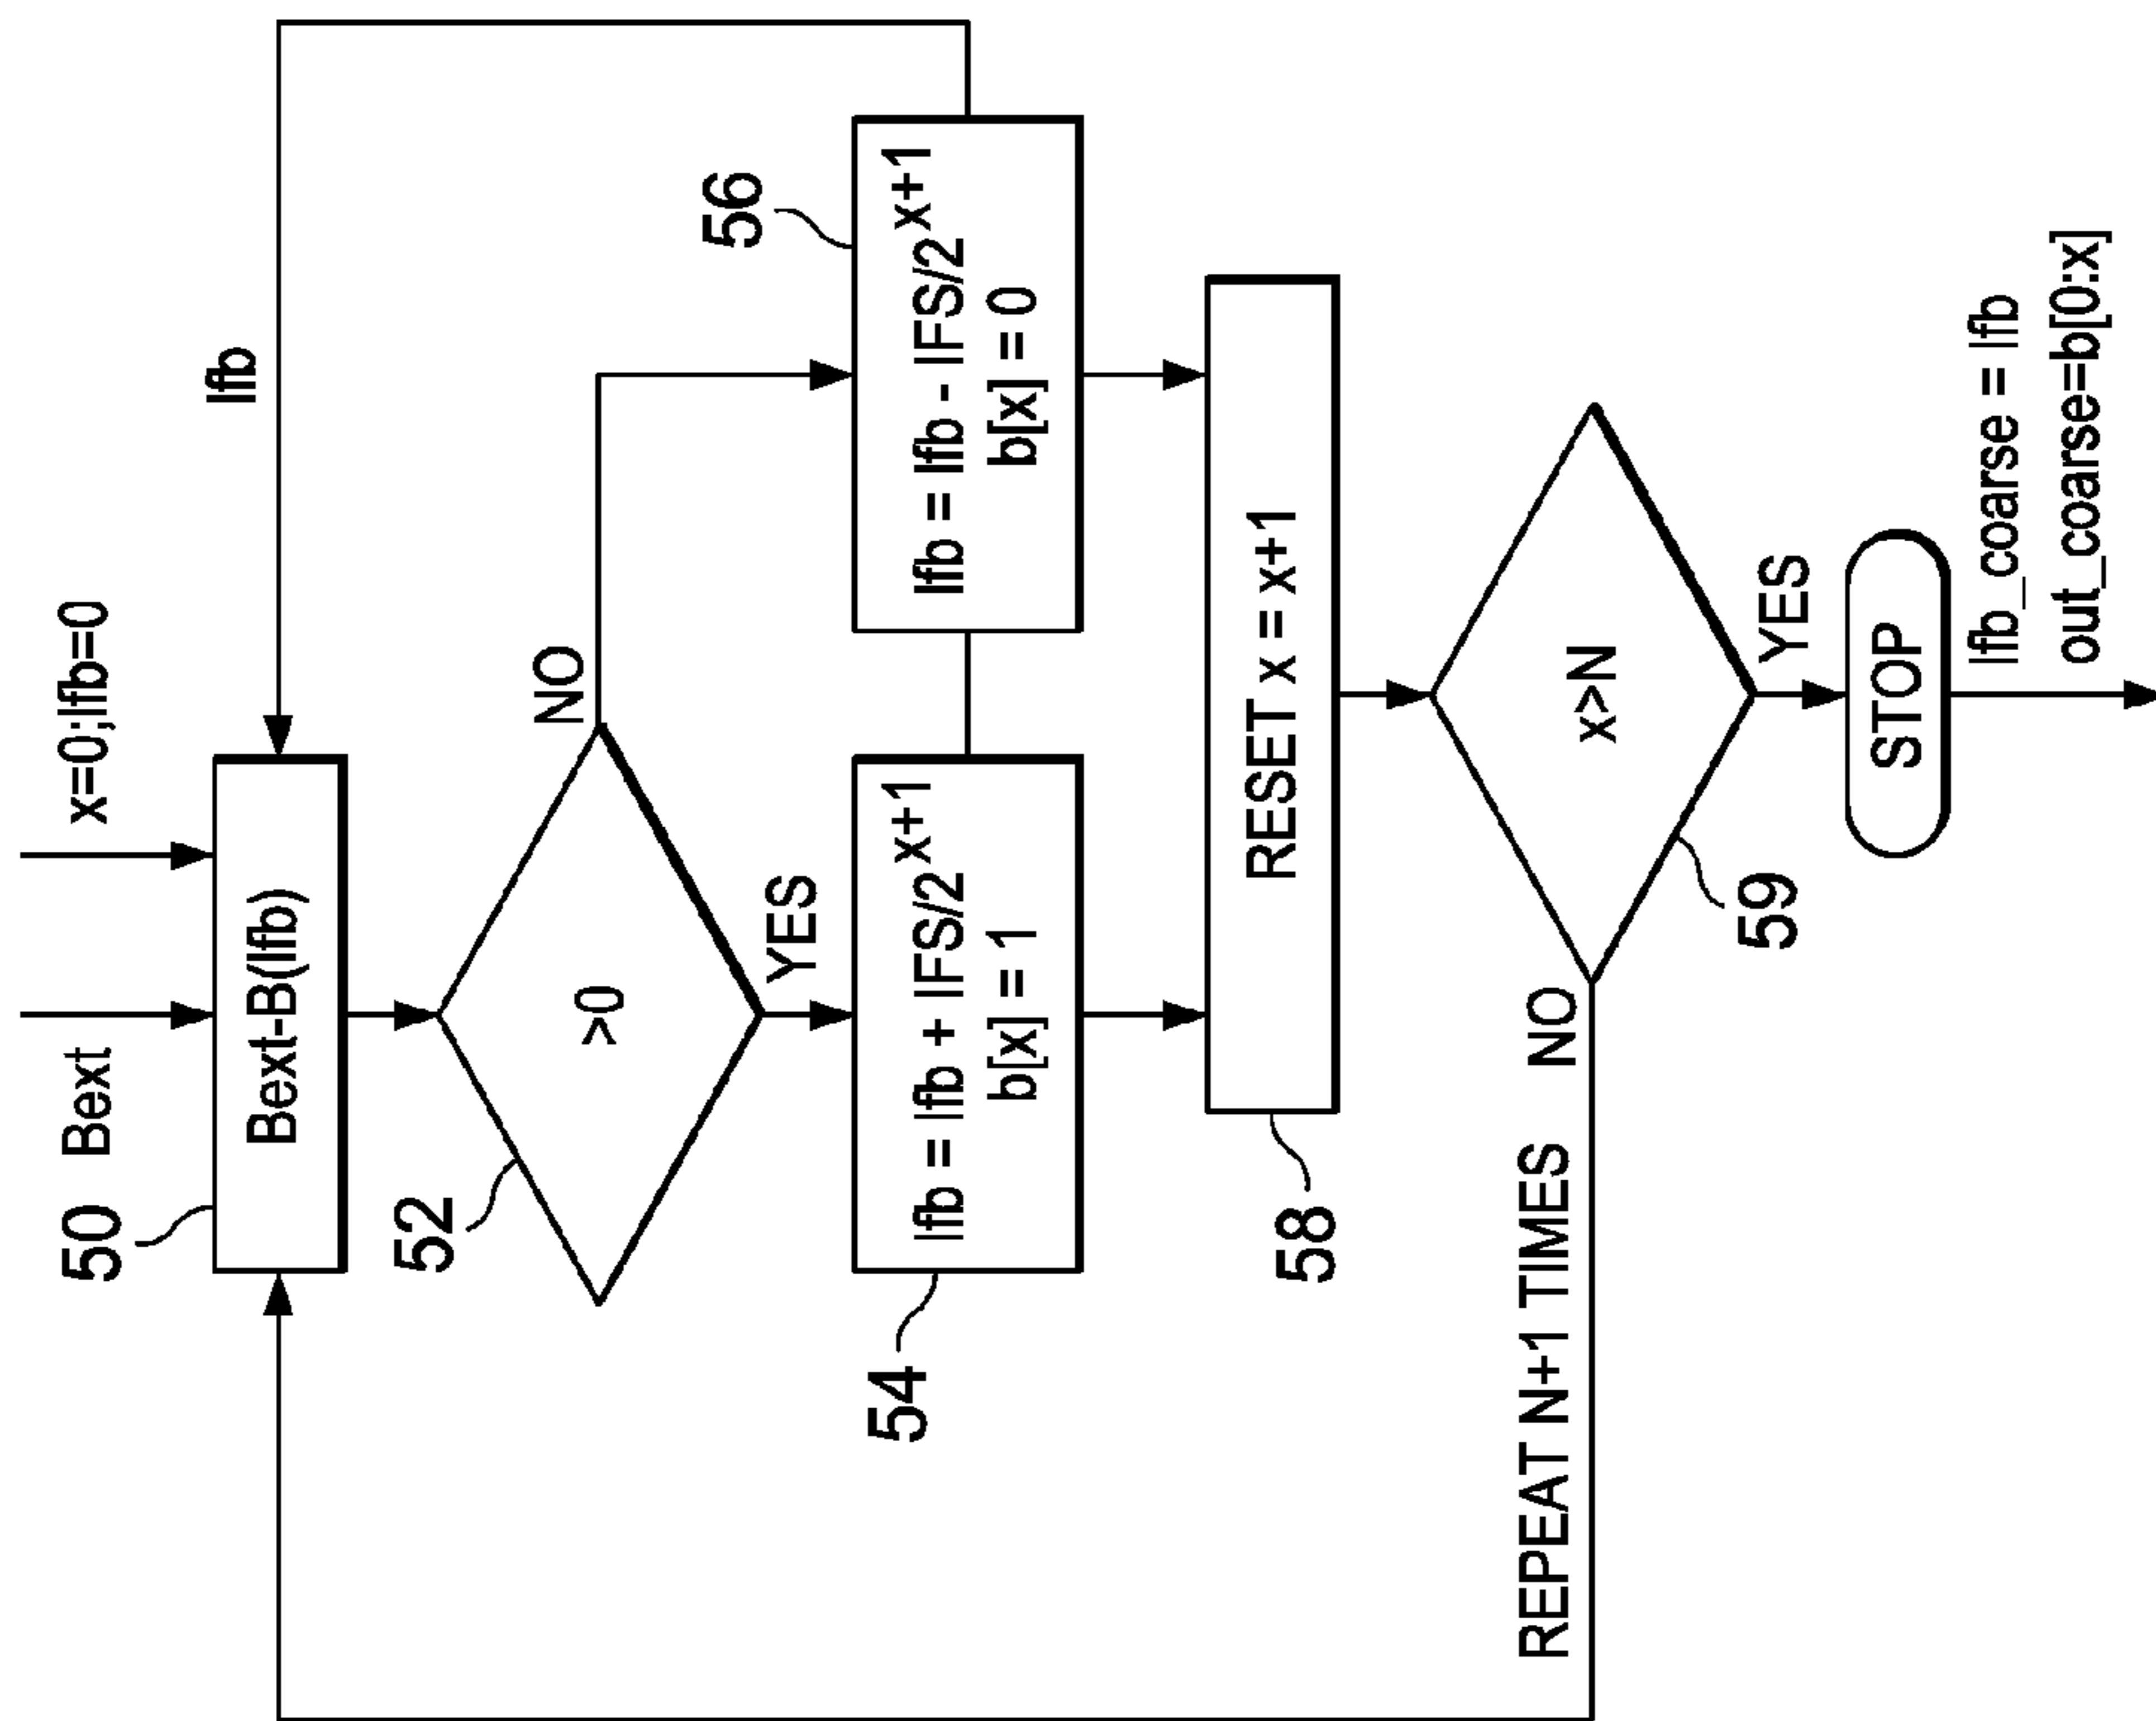 x=0;Ifb=0
50 Bext
Ifb
Bext-B(Ifb)
52
>0
NO
YES
54
Ifb = Ifb + IFS/2^x+1
b[x] = 1
56
Ifb = Ifb - IFS/2^x+1
b[x] = 0
58
RESET x = x+1
x>N
59
NO
REPEAT N+1 TIMES
YES
STOP
Ifb_coarse = Ifb
out_coarse=b[0:x]